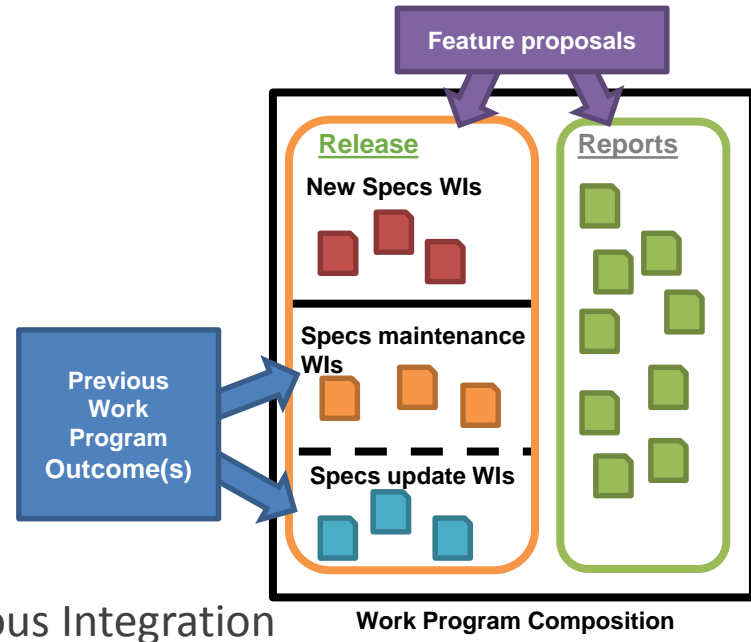 Feature proposals
Release
Reports
New Specs WIs
Specs maintenance
WIs
Previous
Work
Program
Outcome(s)
Specs update WIs
Integration
Work Program Composition